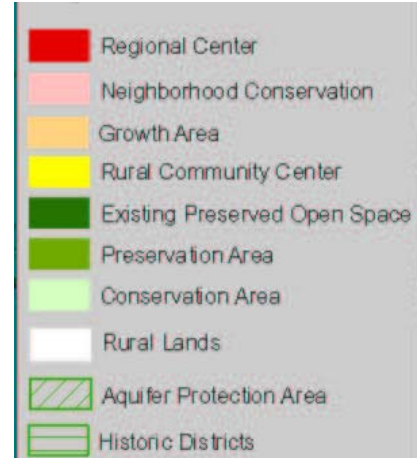 Regional Center
Neighborhood Conservation
Growth Area
Rural Community Center
Existing Preserved Open Space
Preservation Area
Conservation Area
Rural Lands
Aquifer Protection Area
Historic Districts